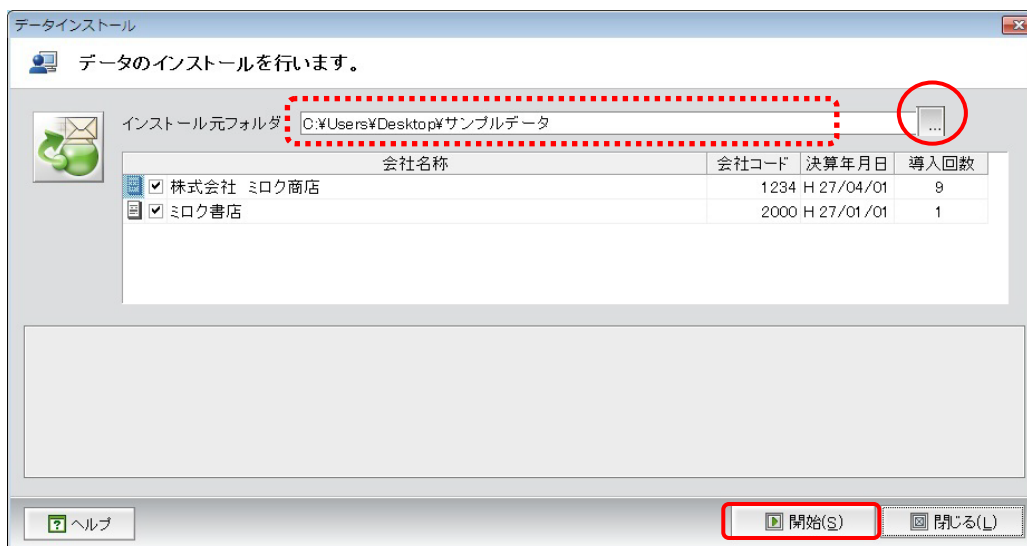 データインストール
データのインストールを行います。
インストール元フォルダ C:¥Users¥Desktop¥サンプルデータ ...
会社名称 会社コード 決算年月日 導入回数
株式会社 ミロク商店 1234 H 27/04/01 9
ミロク書店 2000 H 27/01/01 1
? ヘルプ 開始(S) 閉じる(L)